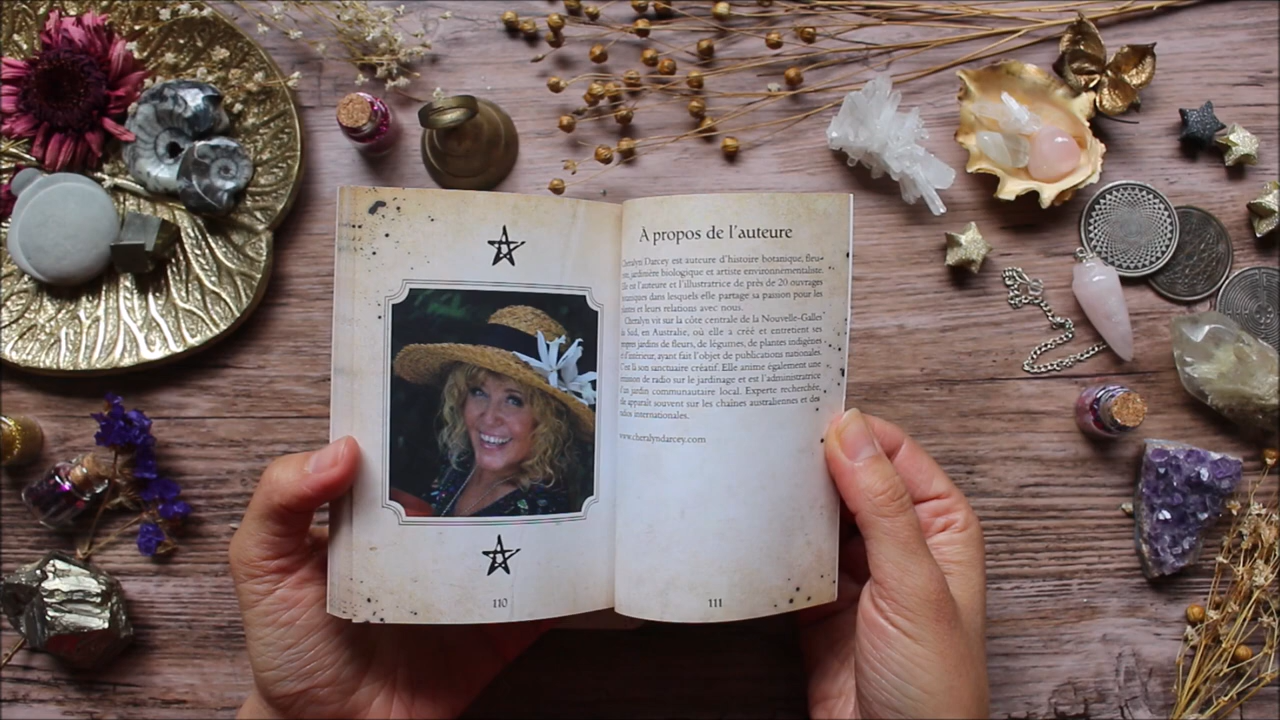 110
À propos de l'auteure
Cheralyn Darcey est auteure d'histoire botanique, fleu-
jardinière biologique et artiste environnementaliste.
Elle est l'auteure et l'illustratrice de près de 20 ouvrages
botaniques dans lesquels elle partage sa passion pour les
plantes et leurs relations avec nous.
Cheralyn vit sur la côte centrale de la Nouvelle-Galles
du Sud, en Australie, où elle a créé et entretient ses
propres jardins de fleurs, de légumes, de plantes indigènes
et d'intérieur, ayant fait l'objet de publications nationales.
C'est là son sanctuaire créatif. Elle anime également une
émission de radio sur le jardinage et est l'administratrice
d'un jardin communautaire local. Experte recherchée,
elle apparaît souvent sur les chaînes australiennes et des
radios internationales.
www.cheralyndarcey.com
111